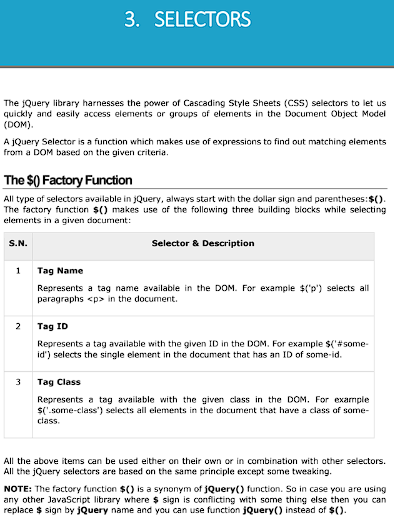 3. SELECTORS
The jQuery library harnesses the power of Cascading Style Sheets (CSS) selectors to let us
quickly and easily access elements or groups of elements in the Document Object Model
(DOM).
A jQuery Selector is a function which makes use of expressions to find out matching elements
from a DOM based on the given criteria.
The $() Factory Function
All type of selectors available in jQuery, always start with the dollar sign and parentheses:$().
The factory function $() makes use of the following three building blocks while selecting
elements in a given document:
S.N. Selector & Description
1 Tag Name
Represents a tag name available in the DOM. For example $('p') selects all
paragraphs <p> in the document.
2 Tag ID
Represents a tag available with the given ID in the DOM. For example $('#some-
id') selects the single element in the document that has an ID of some-id.
3 Tag Class
Represents a tag available with the given class in the DOM. For example
$('.some-class') selects all elements in the document that have a class of some-
class.
All the above items can be used either on their own or in combination with other selectors.
All the jQuery selectors are based on the same principle except some tweaking.
NOTE: The factory function $() is a synonym of jQuery() function. So in case you are using
any other JavaScript library where $ sign is conflicting with some thing else then you can
replace $ sign by jQuery name and you can use function jQuery() instead of $().